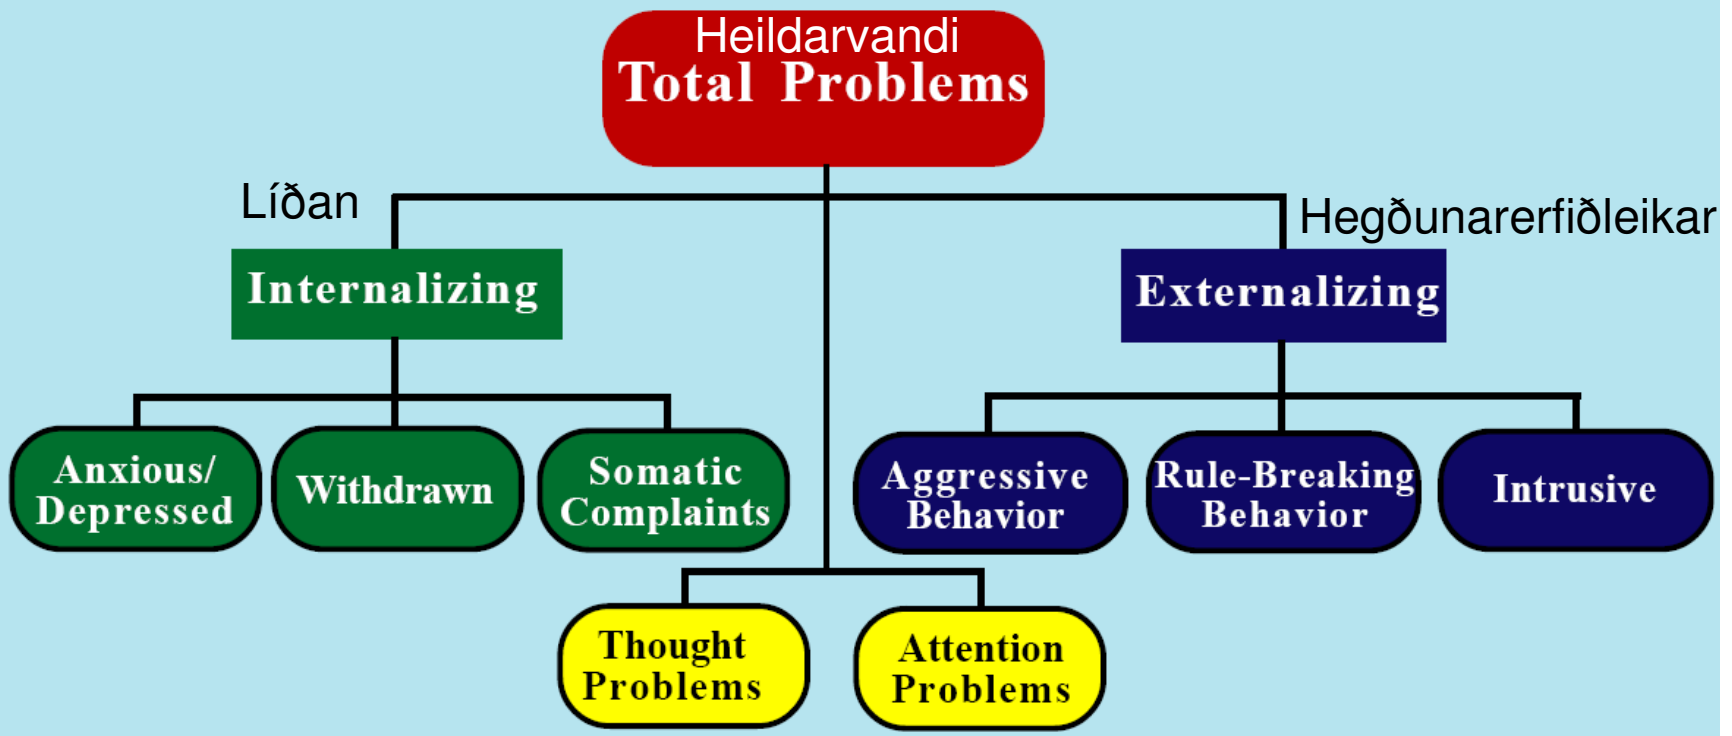 Heildarvandi
Total Problems
Líðan
Hegðunarerfiðleikar
Internalizing
Externalizing
Anxious/
Depressed
Withdrawn
Somatic
Complaints
Aggressive
Behavior
Rule-Breaking
Behavior
Intrusive
Thought
Problems
Attention
Problems